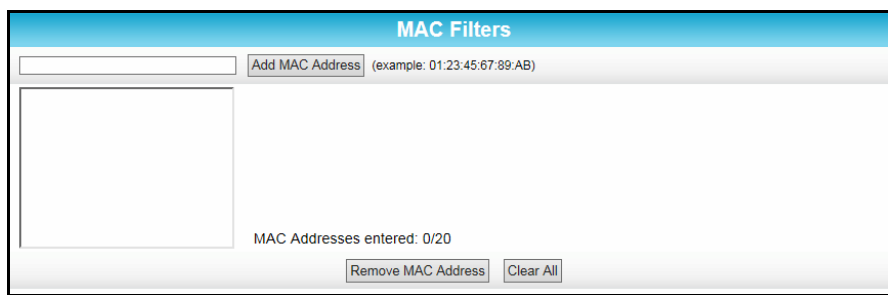 MAC Filters
Add MAC Address (example: 01:23:45:67:89:AB)
MAC Addresses entered: 0/20
Remove MAC Address Clear All